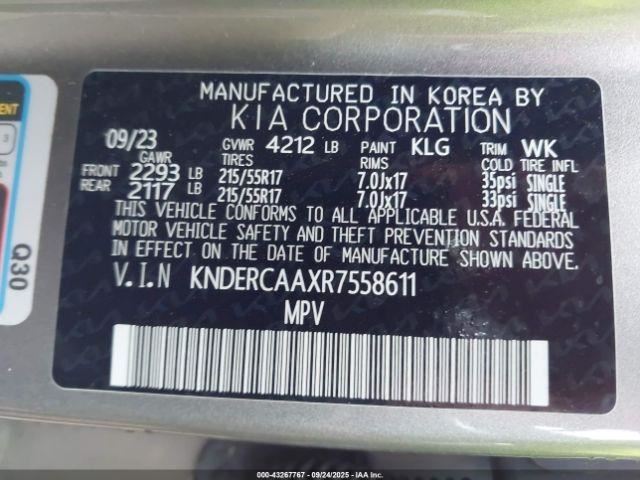 MANUFACTURED IN KOREA BY
KIA CORPORATION
09/23 GVWR 4212 LB PAINT KLG TRIM WK
GAWR TIRES RIMS COLD TIRE INFL
FRONT 2293 LB 215/55R17 7.0Jx17 35psi SINGLE
REAR 2117 LB 215/55R17 7.0Jx17 33psi SINGLE
THIS VEHICLE CONFORMS TO ALL APPLICABLE U.S.A. FEDERAL
MOTOR VEHICLE SAFETY AND THEFT PREVENTION STANDARDS
IN EFFECT ON THE DATE OF MANUFACTURE SHOWN ABOVE.
V.I.N KNDERCAAXR7558611
MPV
Q30
3
00-43267767 - 09/24/2025 - IAA Inc.